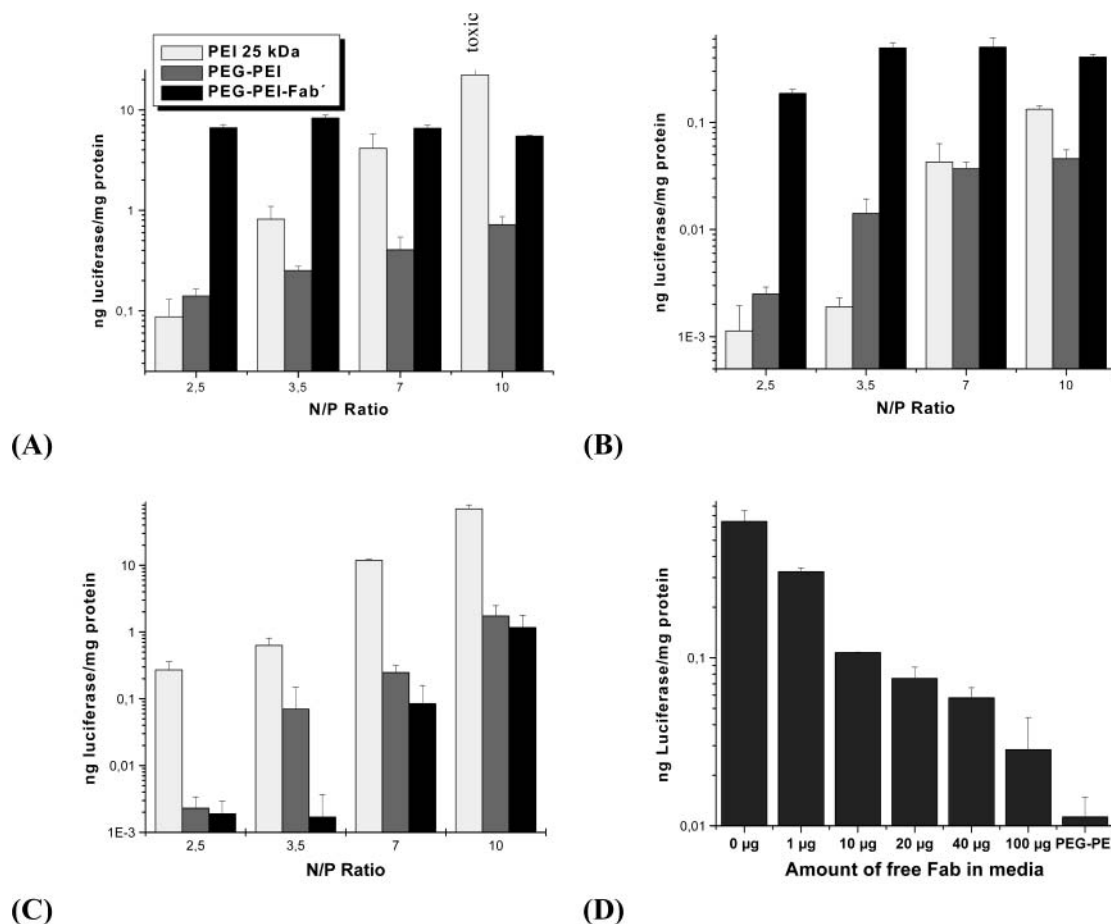 toxic
PEI 25 kDa
PEG-PEI
PEG-PEI-Fab´
ng luciferase/mg protein
10
1
0,1
2,5 3,5 7 10
N/P Ratio
(A)
ng luciferase/mg protein
0,1
0,01
1E-3
2,5 3,5 7 10
N/P Ratio
(B)
ng luciferase/mg protein
10
1
0,1
0,01
1E-3
2,5 3,5 7 10
N/P Ratio
(C)
ng Luciferase/mg protein
0,1
0,01
0 µg 1 µg 10 µg 20 µg 40 µg 100 µg PEG-PE
Amount of free Fab in media
(D)